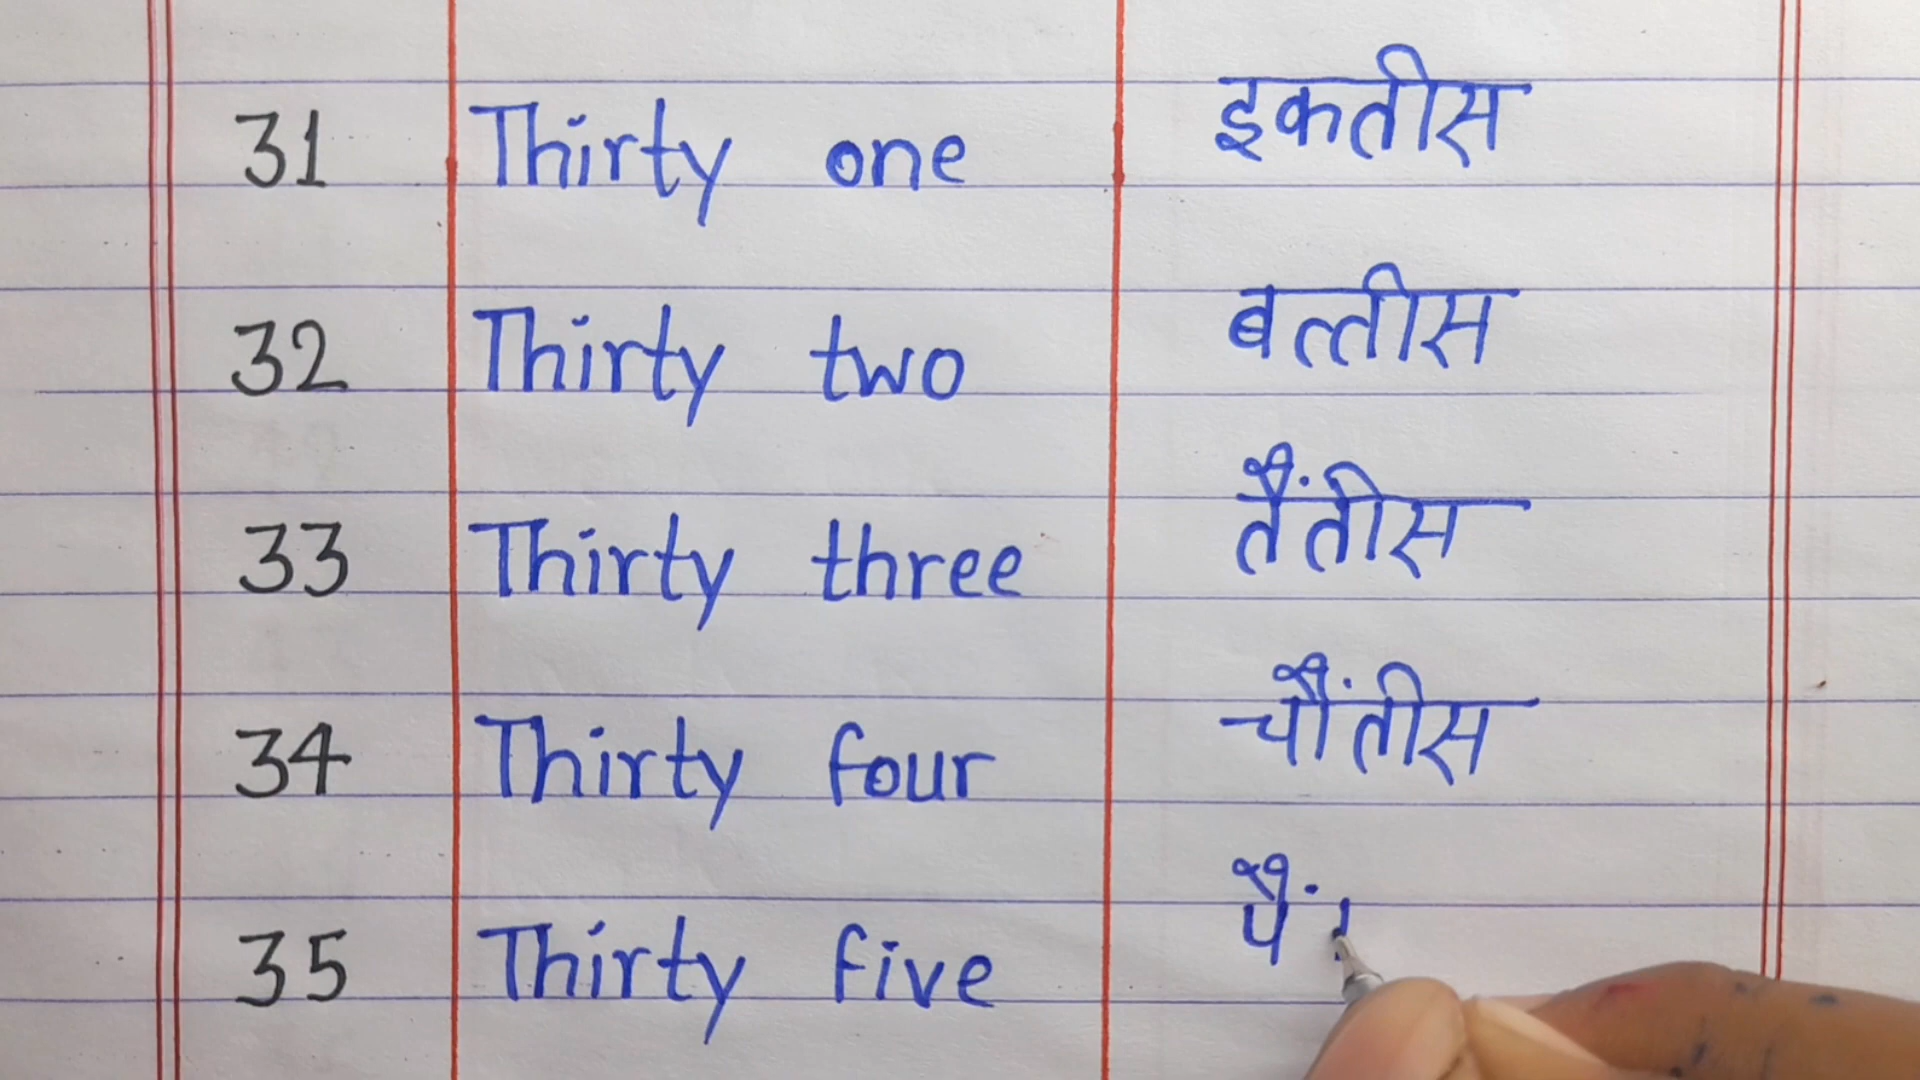 31 Thirty one इकतीस
32 Thirty two बत्तीस
33 Thirty three तैंतीस
34 Thirty four चौंतीस
35 Thirty five पैं